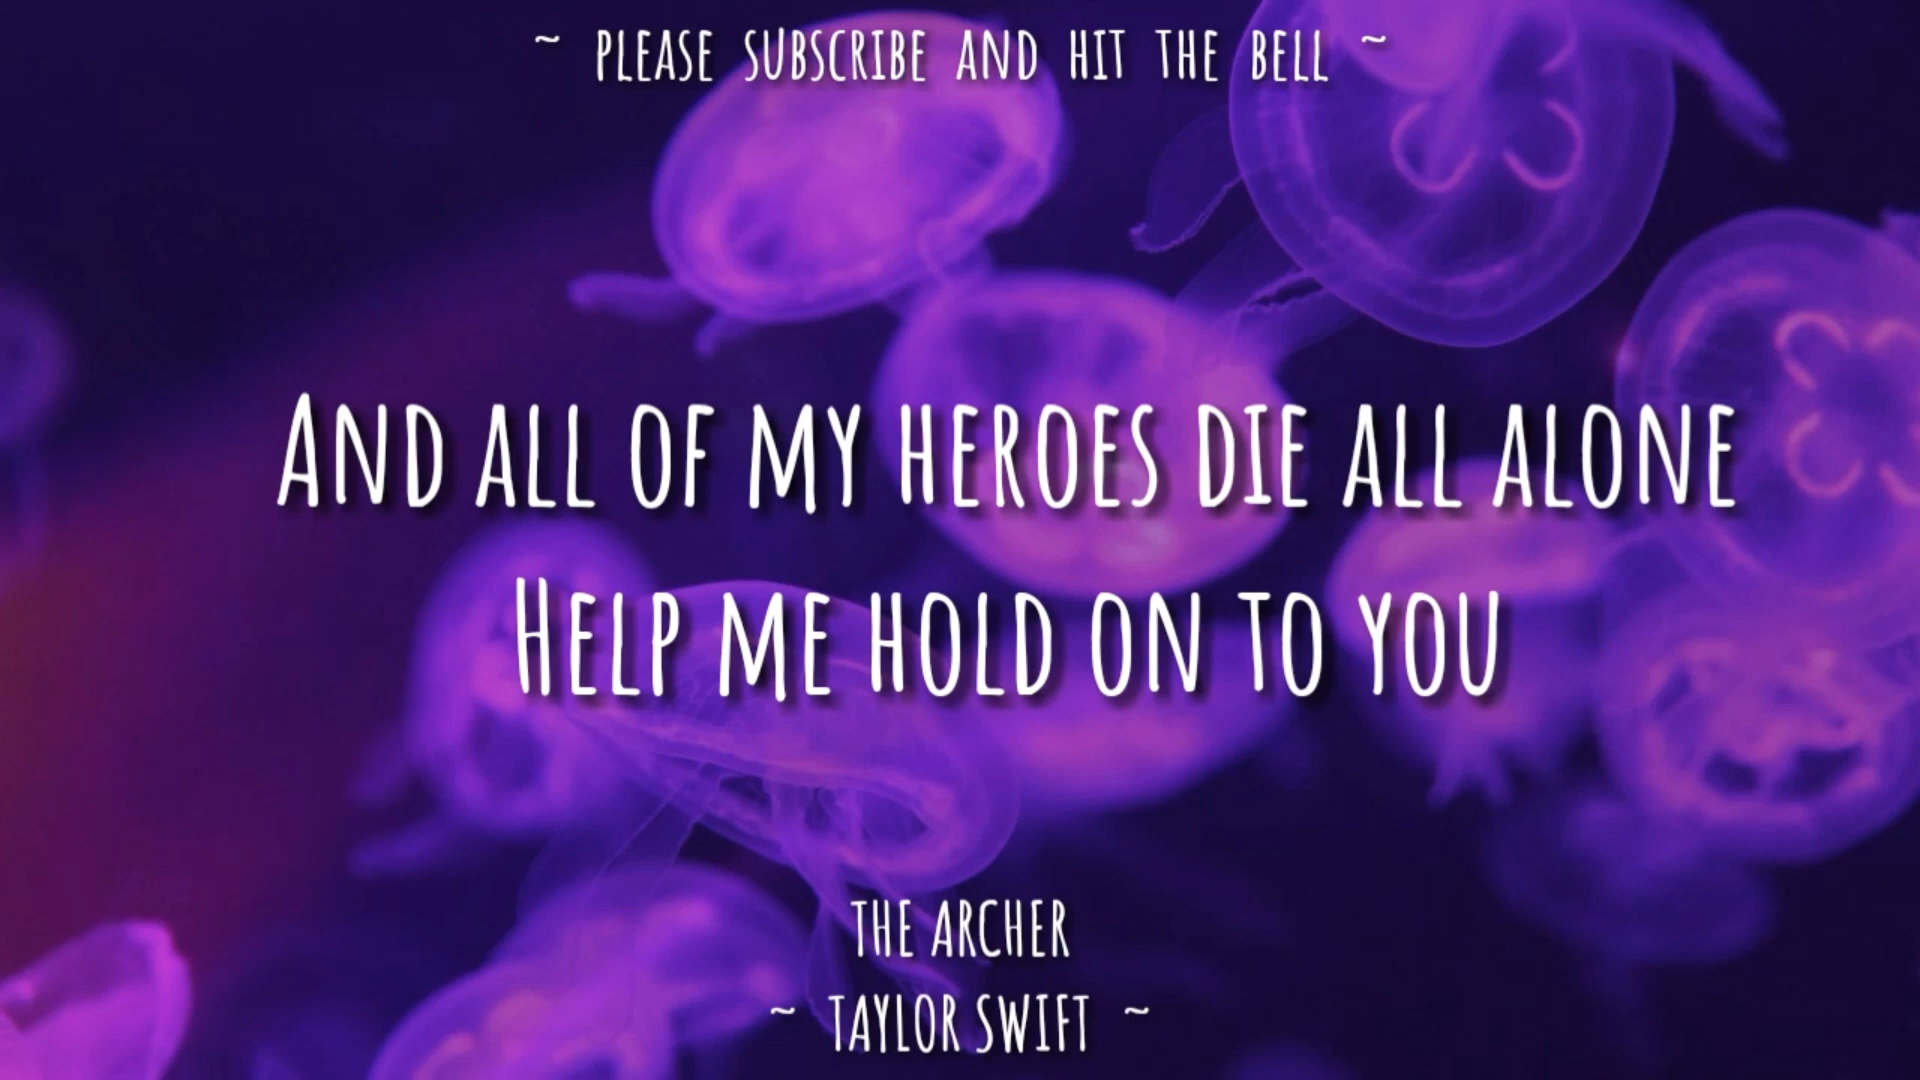 ~ PLEASE SUBSCRIBE AND HIT THE BELL ~
AND ALL OF MY HEROES DIE ALL ALONE
HELP ME HOLD ON TO YOU
THE ARCHER
~ TAYLOR SWIFT ~